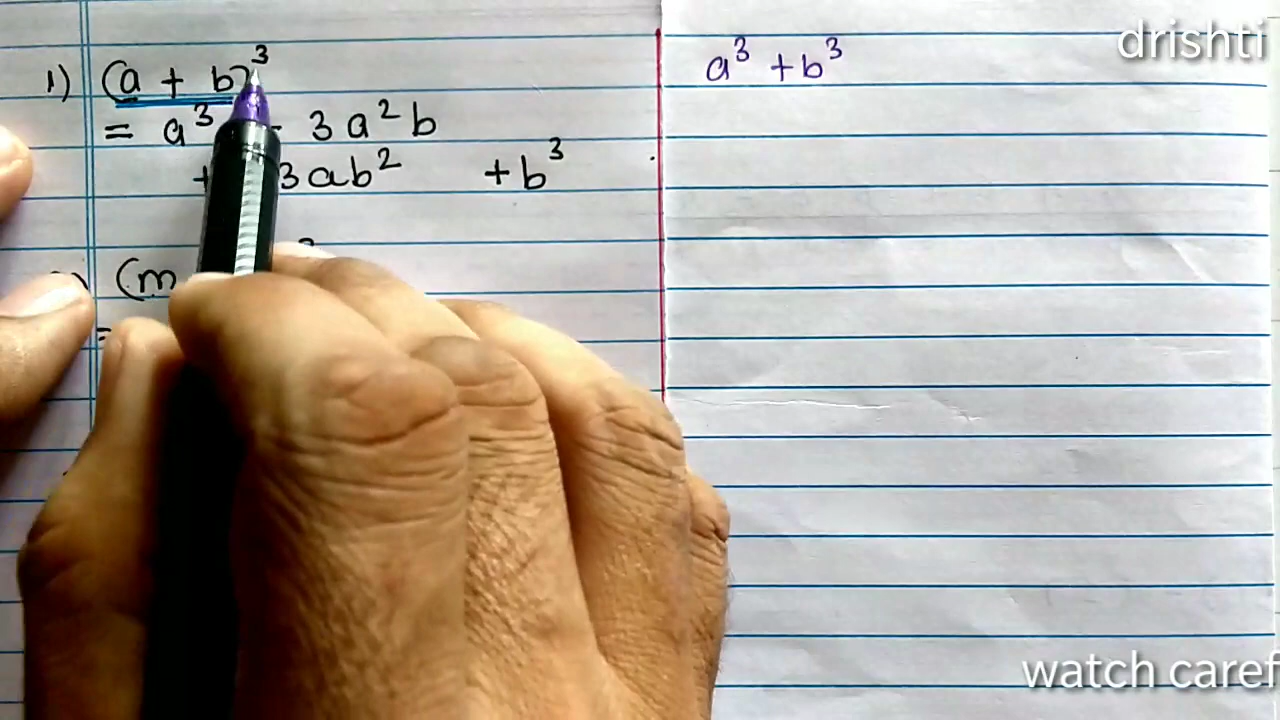 1) (a + b)³
= a³ 3a²b
3ab² + b³
(m
=
a³ + b³
drishti
watch caref